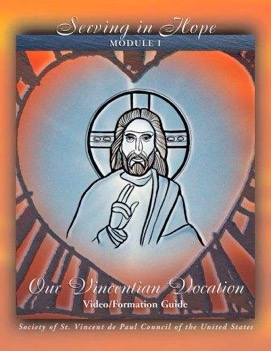 Serving in Hope
MODULE I
Our Vincentian Vocation
Video/Formation Guide
Society of St. Vincent de Paul Council of the United States